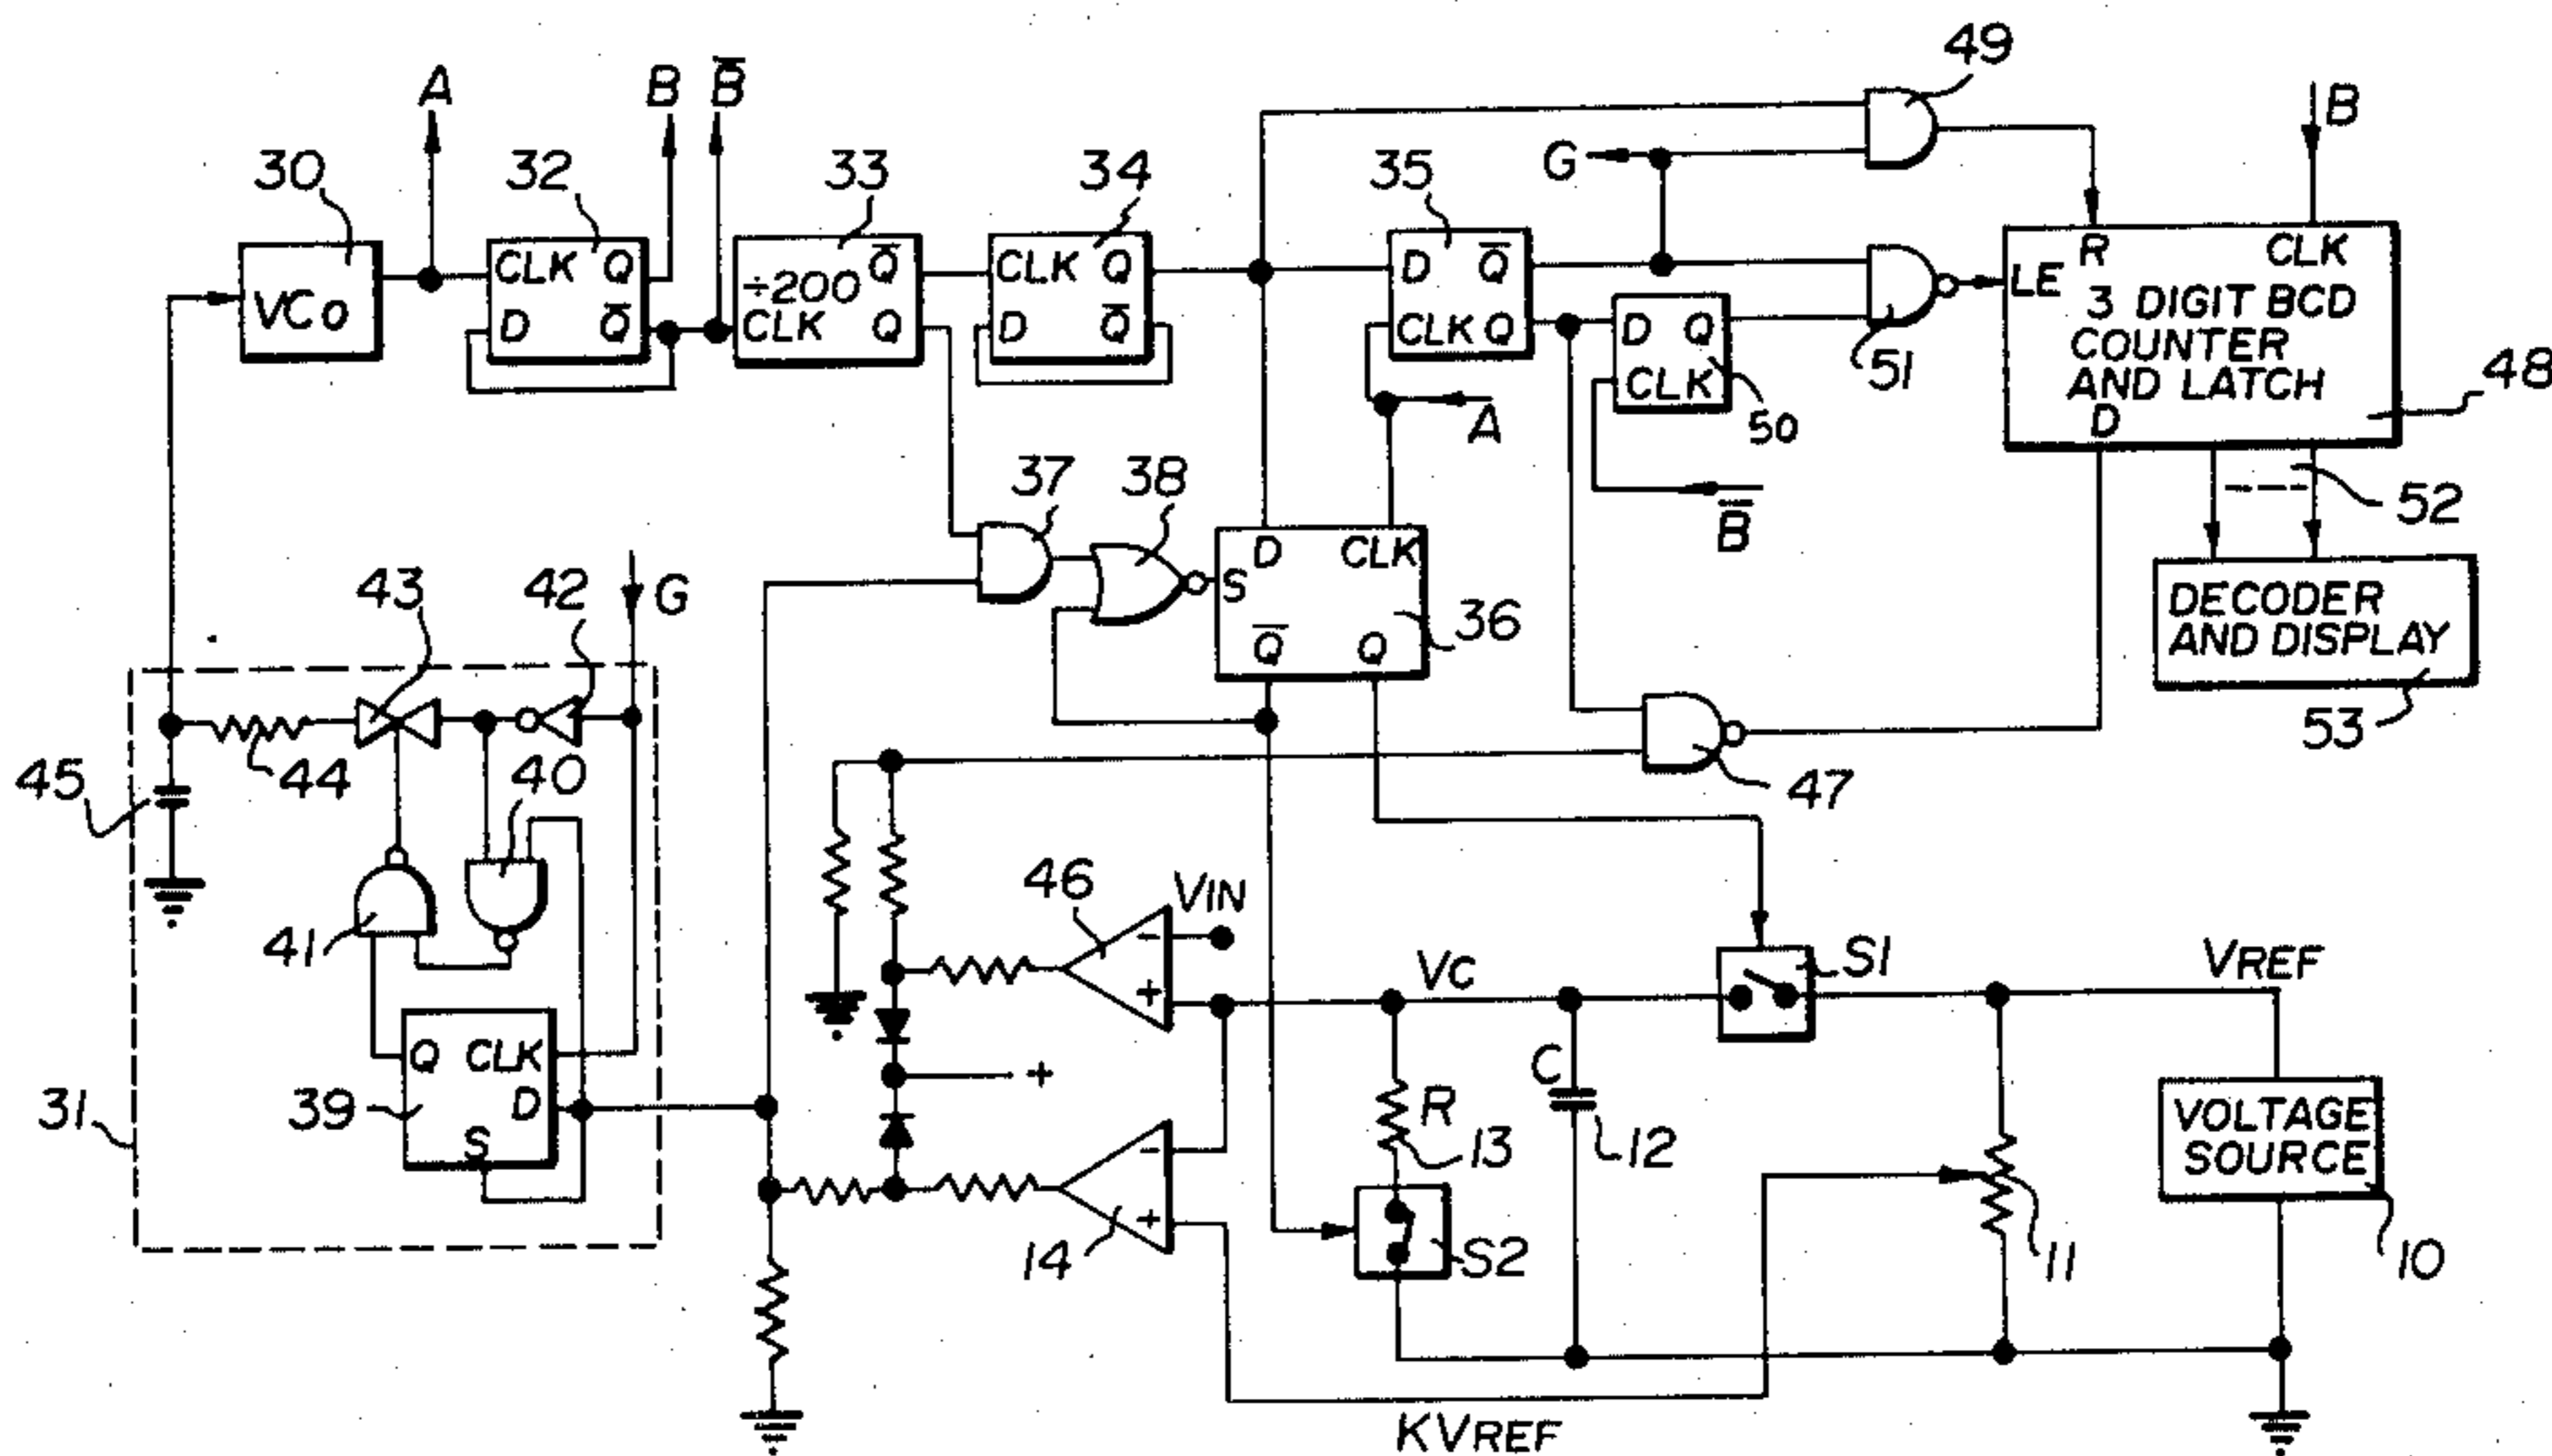 A
B
B̅
30
VCO
32
CLK Q
D Q̅
33
Q̅
÷200
CLK Q
34
CLK Q
D Q̅
35
D Q̅
CLK Q
A
G
49
B
R CLK
LE
3 DIGIT BCD
COUNTER
AND LATCH
D
48
D Q
CLK
50
51
B̅
52
DECODER
AND DISPLAY
53
37
38
D CLK
S
Q̅ Q
36
43
42
G
44
45
40
41
Q CLK
39
D
S
31
47
46
VIN
-
+
+
14
-
+
VC
S1
VREF
R
13
C
12
S2
11
VOLTAGE
SOURCE
10
KVREF